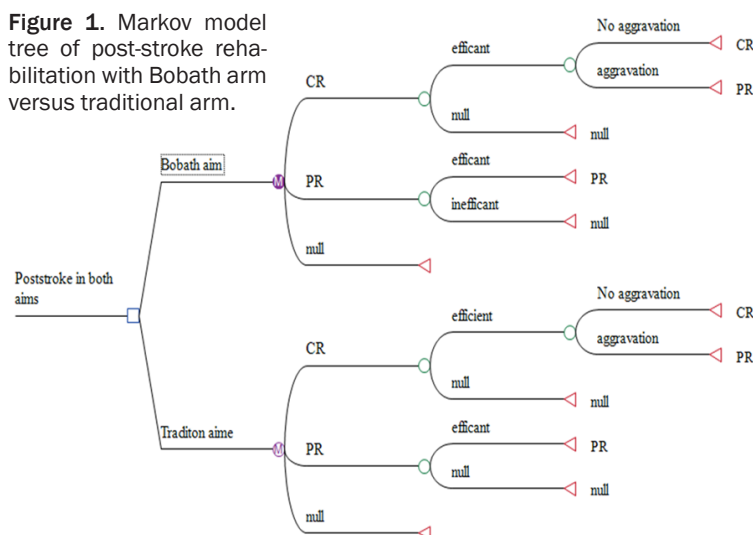 Figure 1. Markov model
tree of post-stroke reha-
bilitation with Bobath arm
versus traditional arm.
No aggravation
CR
efficant
aggravation
PR
CR
null
null
Bobath aim
M
efficant
PR
PR
inefficant
null
null
Poststroke in both
aims
No aggravation
CR
efficient
aggravation
PR
CR
null
null
Traditon aime
M
efficant
PR
PR
null
null
null